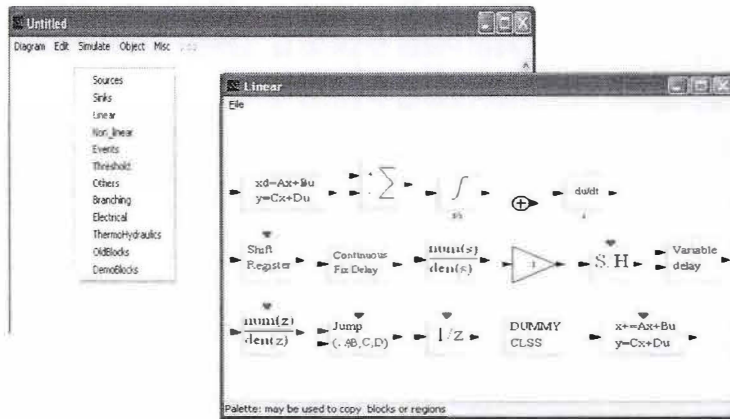 Untitled
Diagram Edit Simulate Object Misc
Sources
Sinks
Linear
Non_linear
Events
Threshold
Others
Branching
Electrical
ThermoHydraulics
OldBlocks
DemoBlocks
Linear
File
xd=Ax+Bu
y=Cx+Du
Σ
∫
du/dt
Shift
Register
Continuous
Fix Delay
num(s)
den(s)
S/H
Variable
delay
num(z)
den(z)
Jump
(.4B,C,D)
1/z
DUMMY
CLSS
x+=Ax+Bu
y=Cx+Du
Palette: may be used to copy blocks or regions